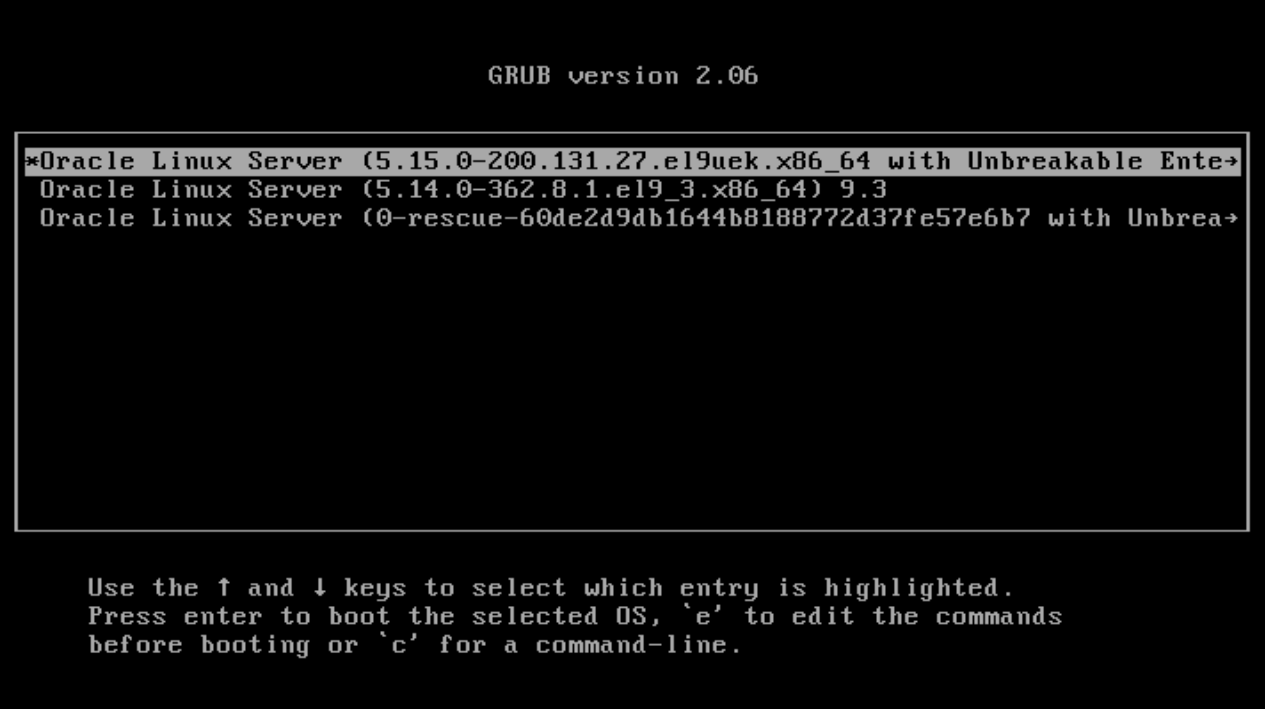 GRUB version 2.06
*Oracle Linux Server (5.15.0-200.131.27.el9uek.x86_64 with Unbreakable Ente→
Oracle Linux Server (5.14.0-362.8.1.el9_3.x86_64) 9.3
Oracle Linux Server (0-rescue-60de2d9db1644b8188772d37fe57e6b7 with Unbrea→
Use the ↑ and ↓ keys to select which entry is highlighted.
Press enter to boot the selected OS, `e' to edit the commands
before booting or `c' for a command-line.